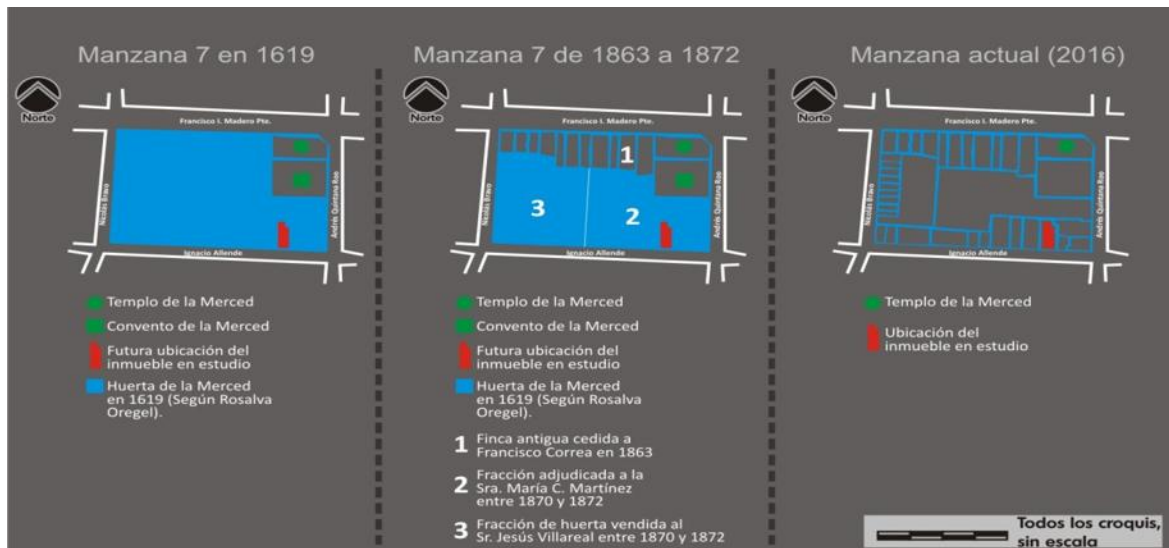 Manzana 7 en 1619
Norte
Francisco I. Madero Pte.
Nicolás Bravo
Andrés Quintana Roo
Ignacio Allende
Templo de la Merced
Convento de la Merced
Futura ubicación del
inmueble en estudio
Huerta de la Merced
en 1619 (Según Rosalva
Oregel).
Manzana 7 de 1863 a 1872
Norte
Francisco I. Madero Pte.
1
Nicolás Bravo
3
2
Andrés Quintana Roo
Ignacio Allende
Templo de la Merced
Convento de la Merced
Futura ubicación del
inmueble en estudio
Huerta de la Merced
en 1619 (Según Rosalva
Oregel).
1 Finca antigua cedida a
Francisco Correa en 1863
2 Fracción adjudicada a la
Sra. María C. Martínez
entre 1870 y 1872
3 Fracción de huerta vendida al
Sr. Jesús Villareal entre 1870 y 1872
Manzana actual (2016)
Norte
Francisco I. Madero Pte.
Nicolás Bravo
Andrés Quintana Roo
Ignacio Allende
Templo de la Merced
Ubicación del
inmueble en estudio
Todos los croquis,
sin escala